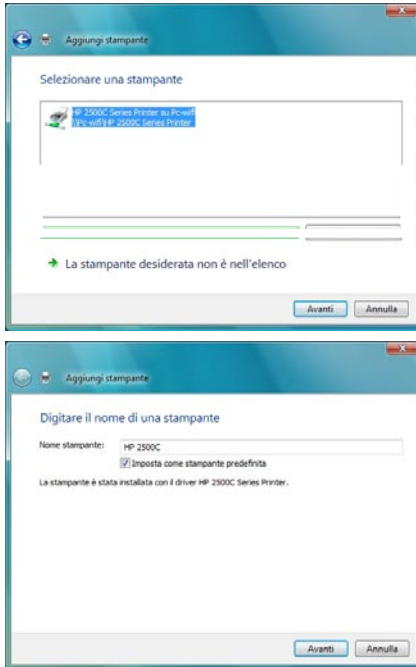 Aggiungi stampante
Selezionare una stampante
HP 2500C Series Printer su Pc-wifi
\\Pc-wifi\HP 2500C Series Printer
La stampante desiderata non è nell'elenco
Avanti Annulla
Aggiungi stampante
Digitare il nome di una stampante
Nome stampante: HP 2500C
Imposta come stampante predefinita
La stampante è stata installata con il driver HP 2500C Series Printer.
Avanti Annulla